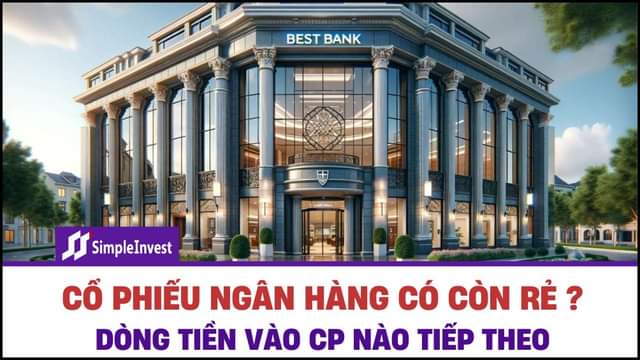 BEST BANK
SimpleInvest
CỔ PHIẾU NGÂN HÀNG CÓ CÒN RẺ ?
DÒNG TIỀN VÀO CP NÀO TIẾP THEO